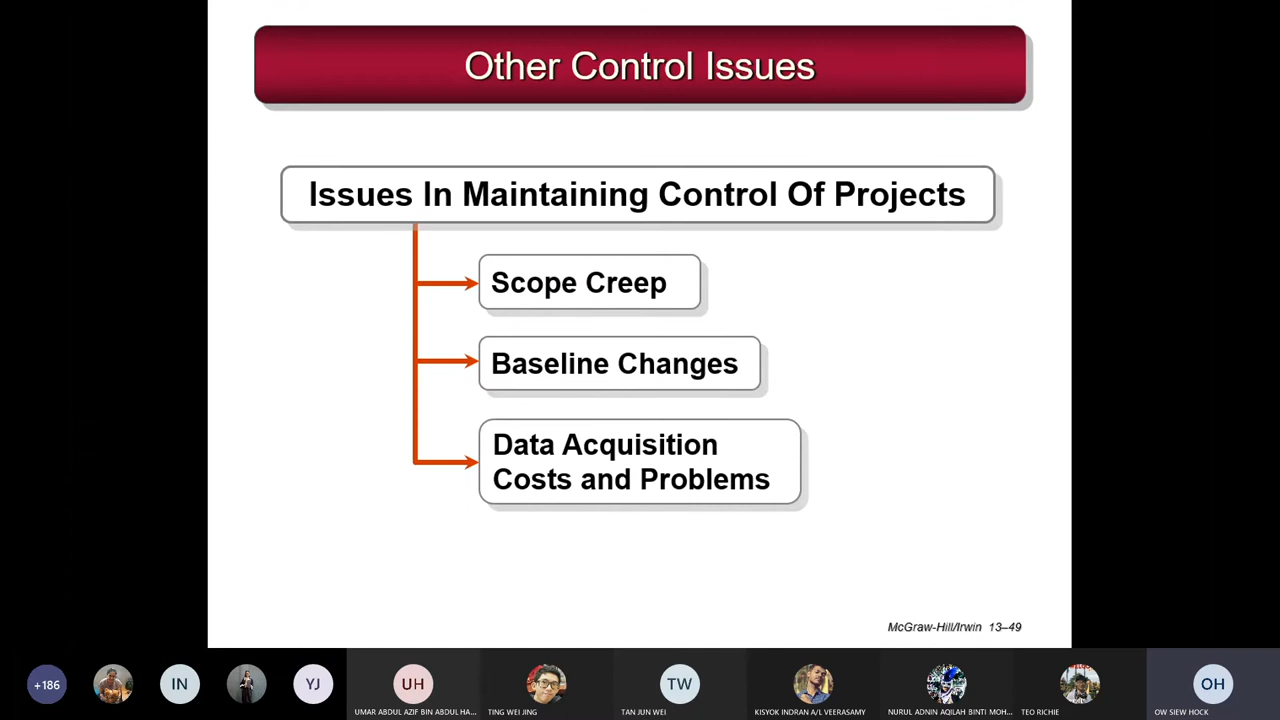 Other Control Issues
Issues In Maintaining Control Of Projects
Scope Creep
Baseline Changes
Data Acquisition
Costs and Problems
McGraw-Hill/Irwin 13–49
+186
IN
YJ
UH
UMAR ABDUL AZIF BIN ABDUL HA...
TING WEI JING
TW
TAN JUN WEI
KISYOK INDRAN A/L VEERASAMY
NURUL ADNIN AQILAH BINTI MOH...
TEO RICHIE
OH
OW SIEW HOCK